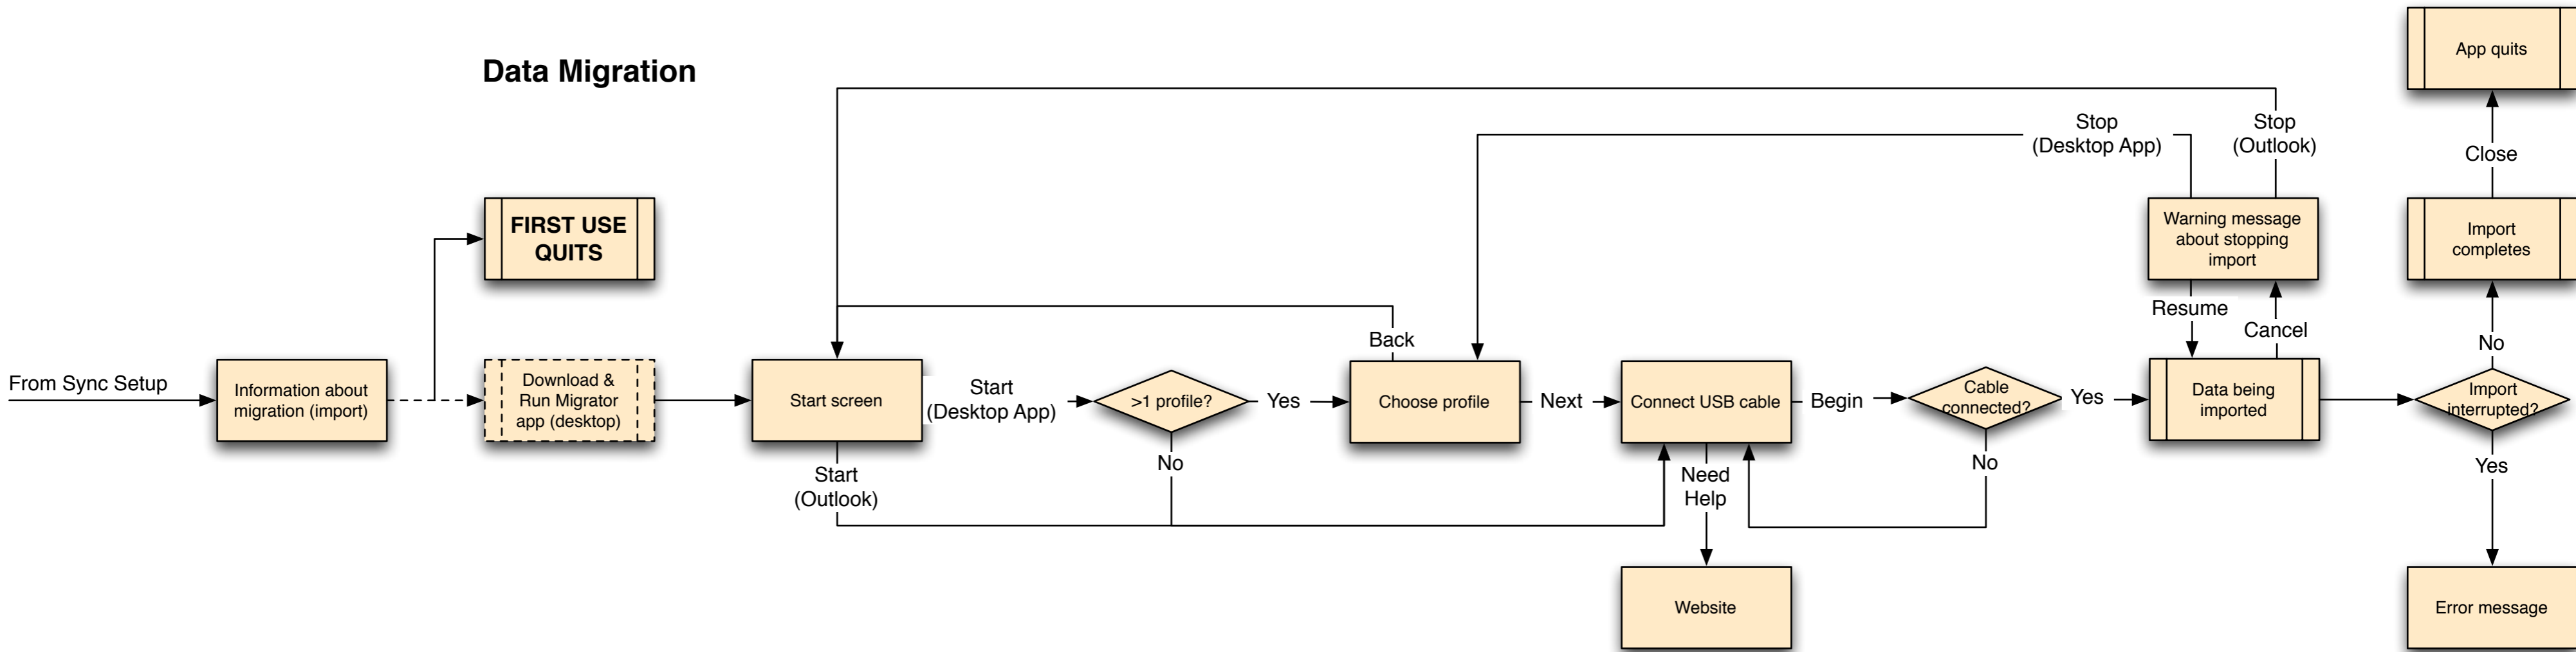 Data Migration
App quits
Close
Stop
(Desktop App)
Stop
(Outlook)
FIRST USE
QUITS
Warning message
about stopping
import
Import
completes
Resume
Cancel
Back
No
From Sync Setup
Information about
migration (import)
Download &
Run Migrator
app (desktop)
Start screen
Start
(Desktop App)
>1 profile?
Yes
Choose profile
Next
Connect USB cable
Begin
Cable
connected?
Yes
Data being
imported
Import
interrupted?
Start
(Outlook)
No
Need
Help
No
Yes
Website
Error message